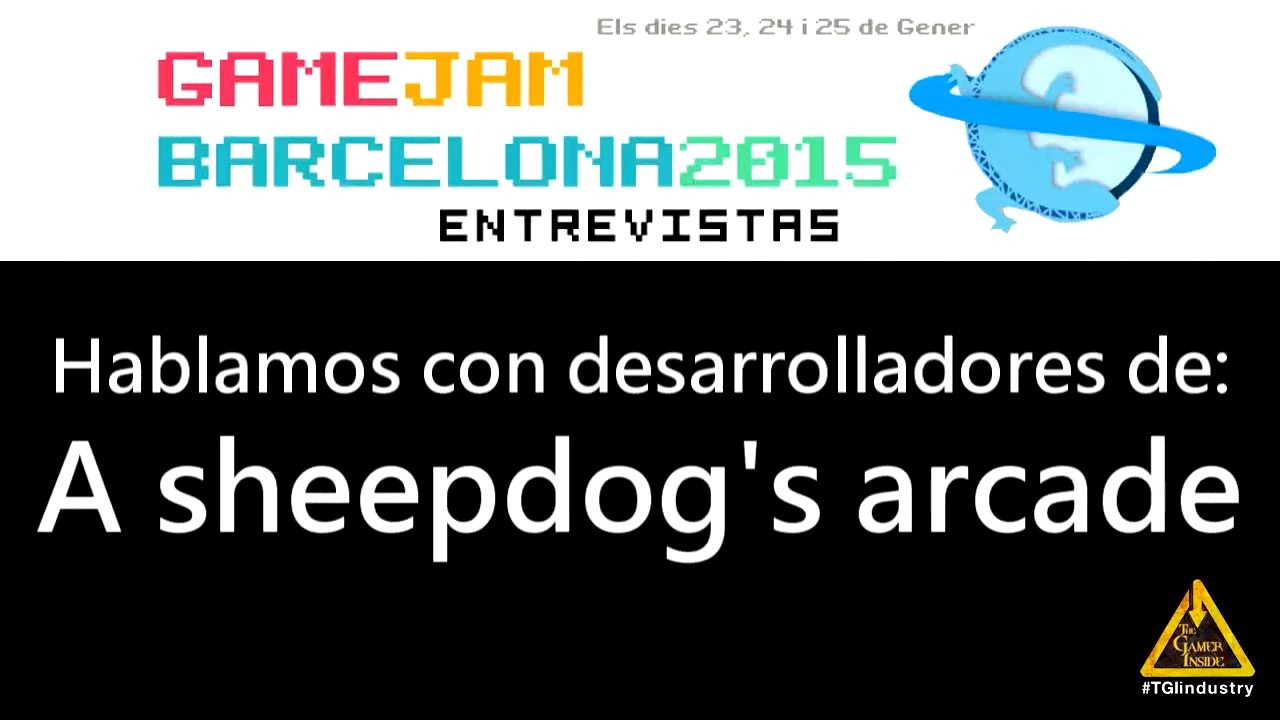 Els dies 23, 24 i 25 de Gener
GAMEJAM
BARCELONA2015
ENTREVISTAS
Hablamos con desarrolladores de:
A sheepdog's arcade
THE
GAMER
INSIDE
#TGIindustry